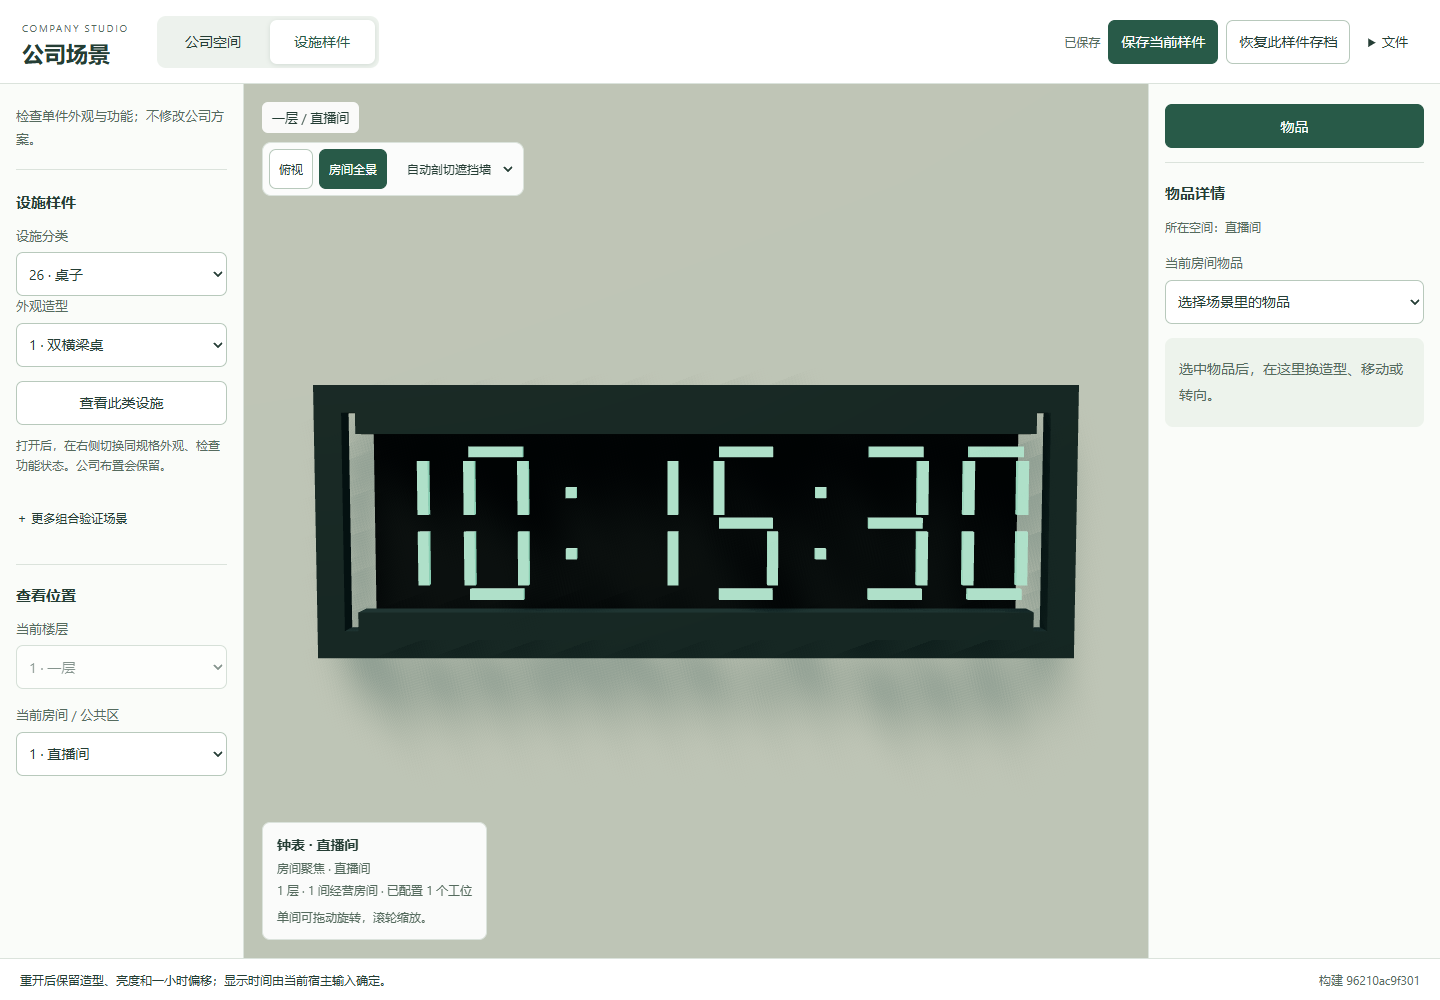 COMPANY STUDIO
公司场景
公司空间
设施样件
已保存
保存当前样件
恢复此样件存档
▶ 文件
检查单件外观与功能；不修改公司方
案。
设施样件
设施分类
26 · 桌子
外观造型
1 · 双横梁桌
查看此类设施
打开后，在右侧切换同规格外观、检查
功能状态。公司布置会保留。
+ 更多组合验证场景
查看位置
当前楼层
1 · 一层
当前房间 / 公共区
1 · 直播间
一层 / 直播间
俯视
房间全景
自动剖切遮挡墙
10:15:30
钟表 · 直播间
房间聚焦 · 直播间
1 层 · 1 间经营房间 · 已配置 1 个工位
单间可拖动旋转，滚轮缩放。
物品
物品详情
所在空间：直播间
当前房间物品
选择场景里的物品
选中物品后，在这里换造型、移动或
转向。
重开后保留造型、亮度和一小时偏移；显示时间由当前宿主输入确定。
构建 96210ac9f301